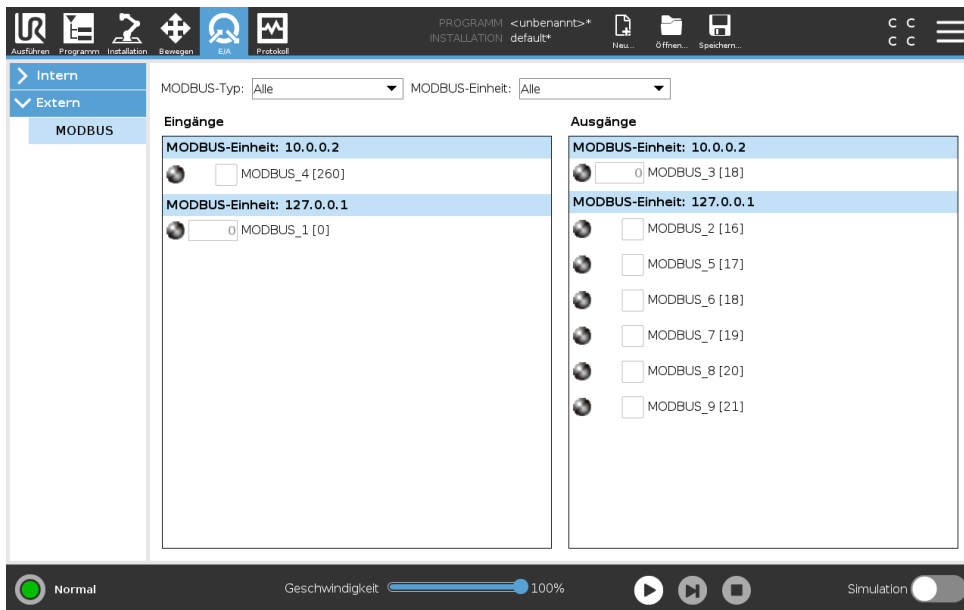 UR
PROGRAMM <unbenannt>*
INSTALLATION default*
C C
C C
Ausführen Programm Installation Bewegen E/A Protokoll
Neu... Öffnen... Speichern...
Intern
Extern
MODBUS
MODBUS-Typ: Alle MODBUS-Einheit: Alle
Eingänge
MODBUS-Einheit: 10.0.0.2
MODBUS_4 [260]
MODBUS-Einheit: 127.0.0.1
0 MODBUS_1 [0]
Ausgänge
MODBUS-Einheit: 10.0.0.2
0 MODBUS_3 [18]
MODBUS-Einheit: 127.0.0.1
MODBUS_2 [16]
MODBUS_5 [17]
MODBUS_6 [18]
MODBUS_7 [19]
MODBUS_8 [20]
MODBUS_9 [21]
Normal
Geschwindigkeit 100%
Simulation